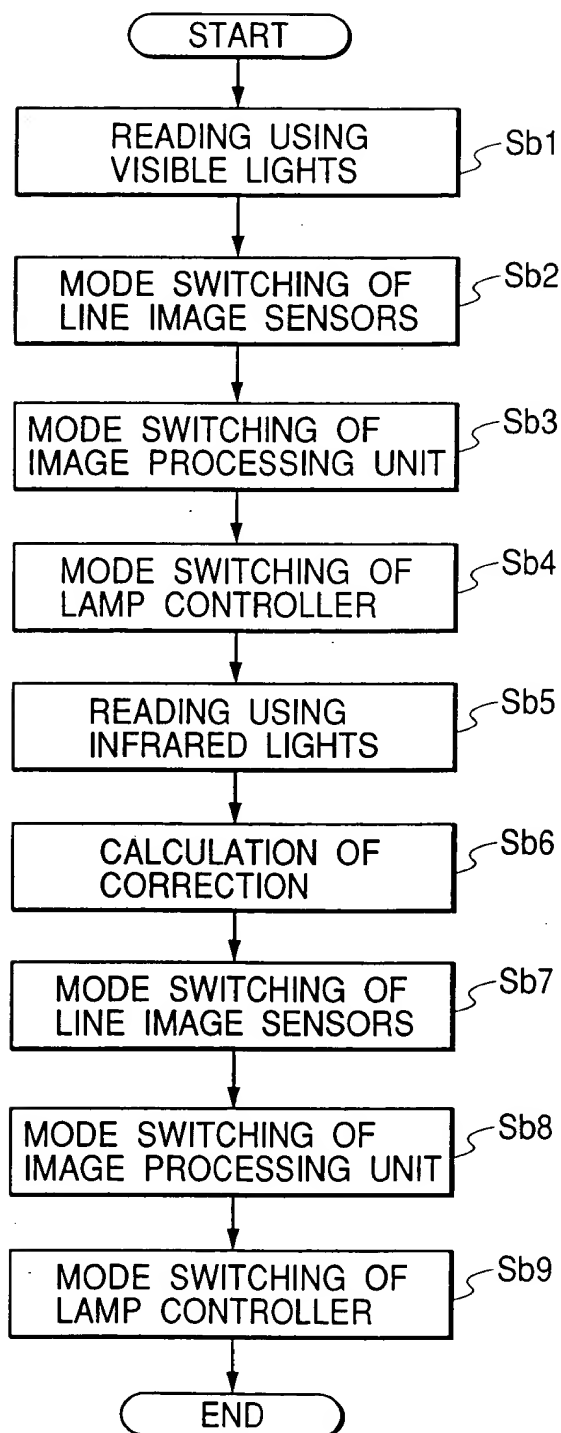 START
READING USING
VISIBLE LIGHTS
Sb1
MODE SWITCHING OF
LINE IMAGE SENSORS
Sb2
MODE SWITCHING OF
IMAGE PROCESSING UNIT
Sb3
MODE SWITCHING OF
LAMP CONTROLLER
Sb4
READING USING
INFRARED LIGHTS
Sb5
CALCULATION OF
CORRECTION
Sb6
MODE SWITCHING OF
LINE IMAGE SENSORS
Sb7
MODE SWITCHING OF
IMAGE PROCESSING UNIT
Sb8
MODE SWITCHING OF
LAMP CONTROLLER
Sb9
END